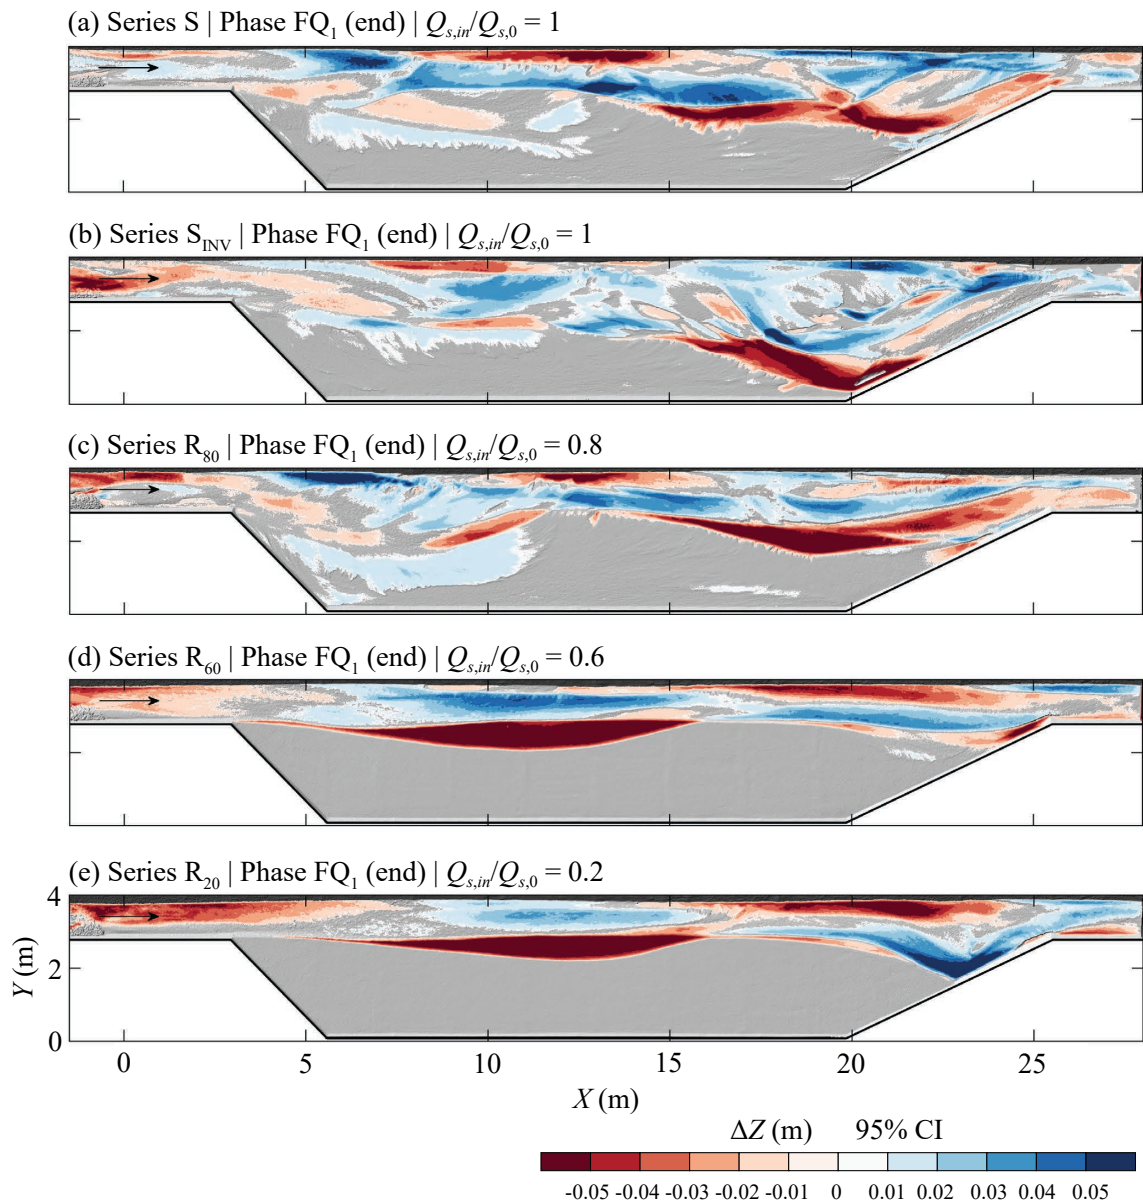 (a) Series S | Phase FQ₁ (end) | Qₛ,ᵢₙ/Qₛ,₀ = 1
(b) Series S_INV | Phase FQ₁ (end) | Qₛ,ᵢₙ/Qₛ,₀ = 1
(c) Series R₈₀ | Phase FQ₁ (end) | Qₛ,ᵢₙ/Qₛ,₀ = 0.8
(d) Series R₆₀ | Phase FQ₁ (end) | Qₛ,ᵢₙ/Qₛ,₀ = 0.6
(e) Series R₂₀ | Phase FQ₁ (end) | Qₛ,ᵢₙ/Qₛ,₀ = 0.2
4
2
0
Y (m)
0 5 10 15 20 25
X (m)
ΔZ (m) 95% CI
-0.05 -0.04 -0.03 -0.02 -0.01 0 0.01 0.02 0.03 0.04 0.05